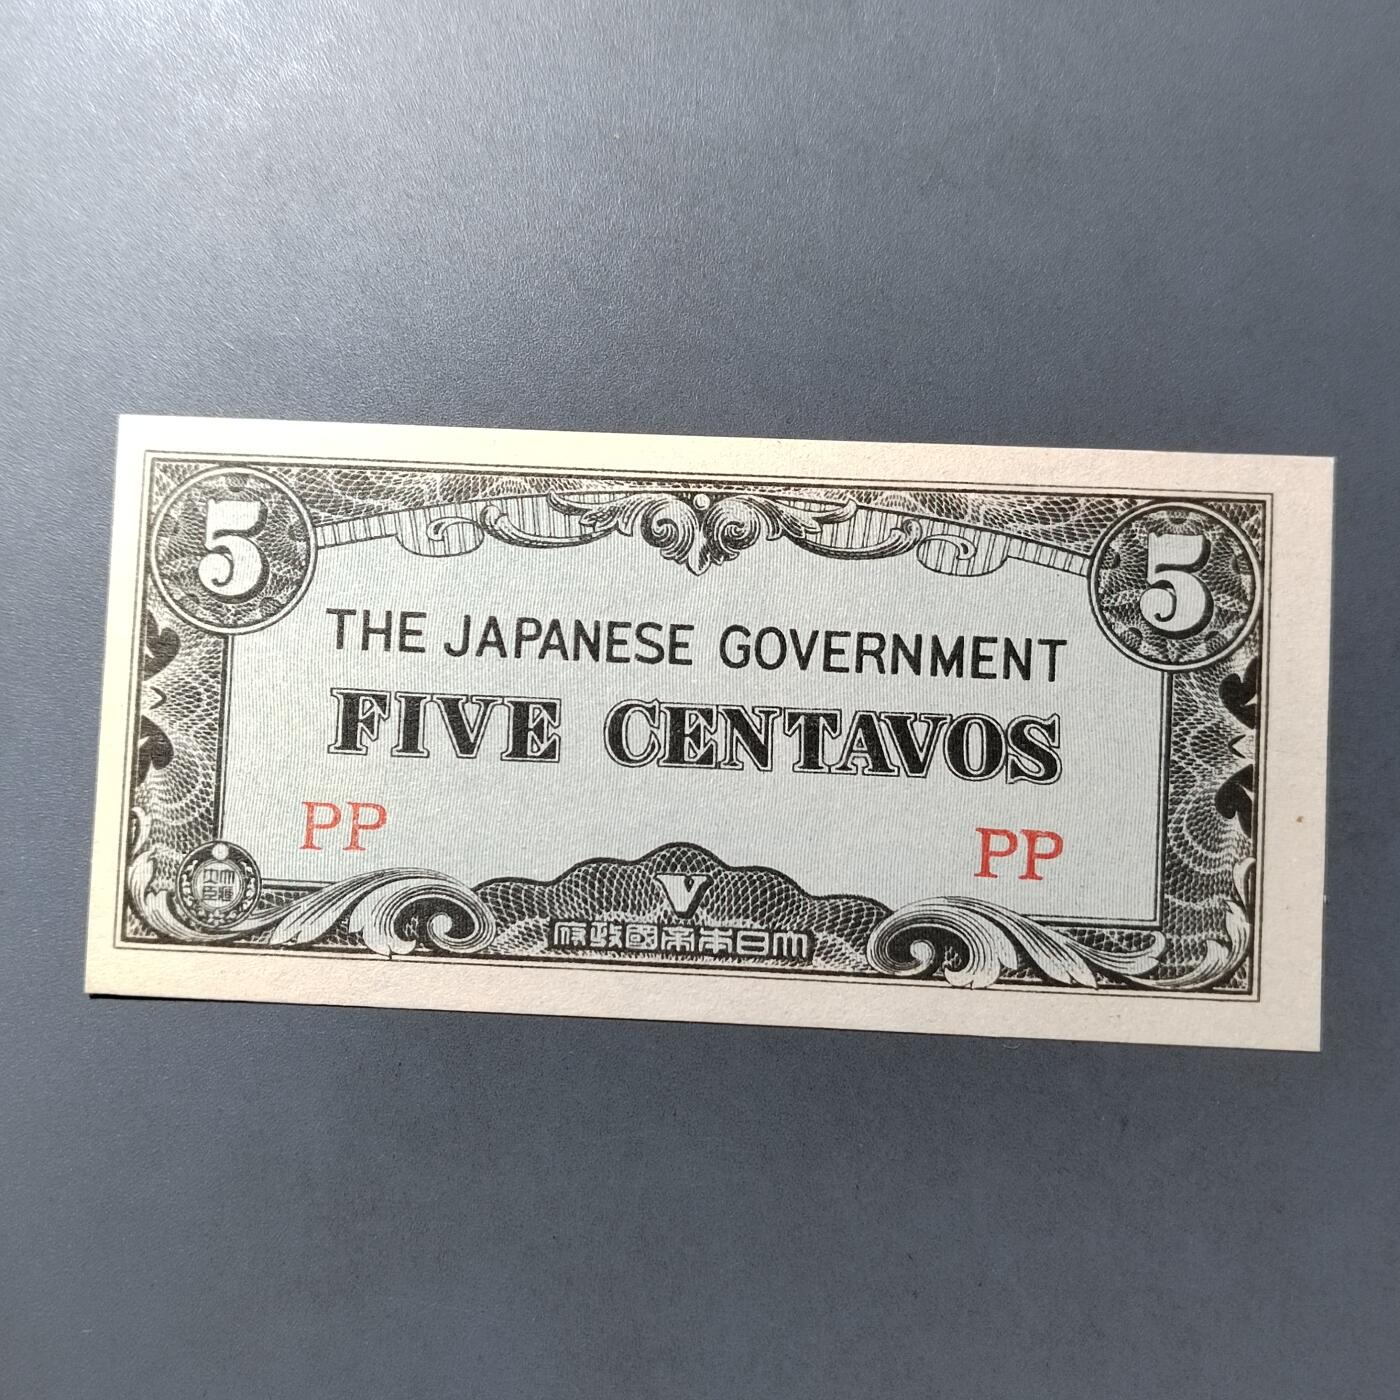 5 5
THE JAPANESE GOVERNMENT
FIVE CENTAVOS
PP PP
V
府政國帝本日大